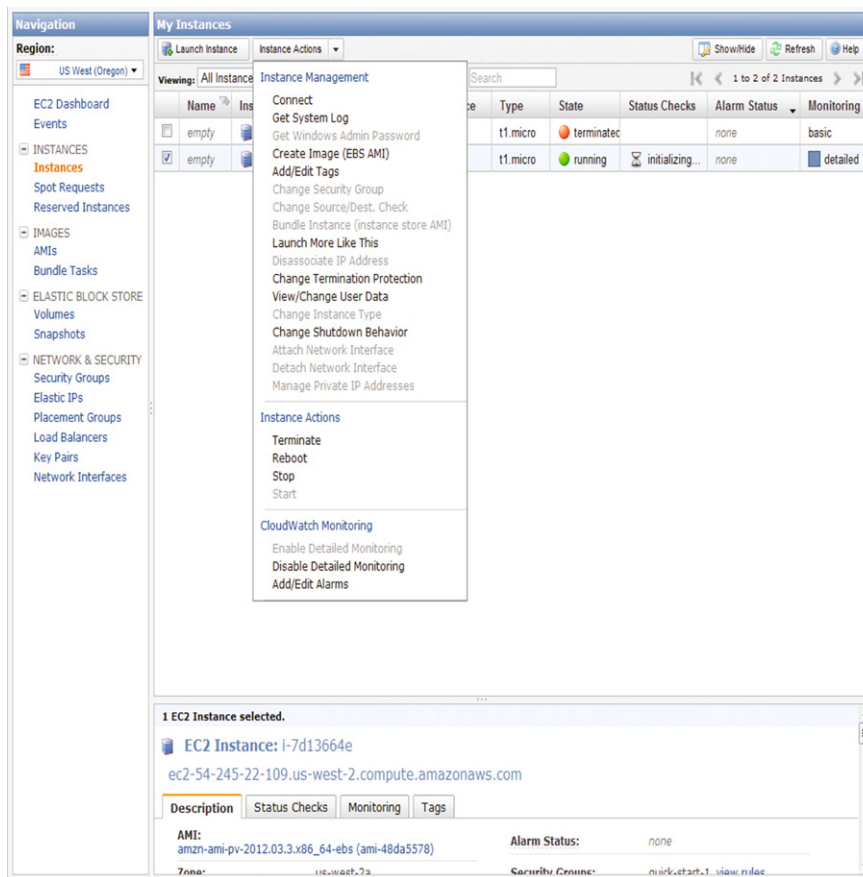 Navigation
Region:
US West (Oregon)
EC2 Dashboard
Events
INSTANCES
Instances
Spot Requests
Reserved Instances
IMAGES
AMIs
Bundle Tasks
ELASTIC BLOCK STORE
Volumes
Snapshots
NETWORK & SECURITY
Security Groups
Elastic IPs
Placement Groups
Load Balancers
Key Pairs
Network Interfaces
My Instances
Launch Instance Instance Actions Show/Hide Refresh Help
Viewing: All Instance Search 1 to 2 of 2 Instances
Name Ins ce Type State Status Checks Alarm Status Monitoring
empty t1.micro terminated none basic
empty t1.micro running initializing... none detailed
Instance Management
Connect
Get System Log
Get Windows Admin Password
Create Image (EBS AMI)
Add/Edit Tags
Change Security Group
Change Source/Dest. Check
Bundle Instance (instance store AMI)
Launch More Like This
Disassociate IP Address
Change Termination Protection
View/Change User Data
Change Instance Type
Change Shutdown Behavior
Attach Network Interface
Detach Network Interface
Manage Private IP Addresses
Instance Actions
Terminate
Reboot
Stop
Start
CloudWatch Monitoring
Enable Detailed Monitoring
Disable Detailed Monitoring
Add/Edit Alarms
1 EC2 Instance selected.
EC2 Instance: i-7d13664e
ec2-54-245-22-109.us-west-2.compute.amazonaws.com
Description Status Checks Monitoring Tags
AMI:
amzn-ami-pv-2012.03.3.x86_64-ebs (ami-48da5578)
Alarm Status: none
Zone: us-west-2a
Security Groups: quick-start-1 view rules